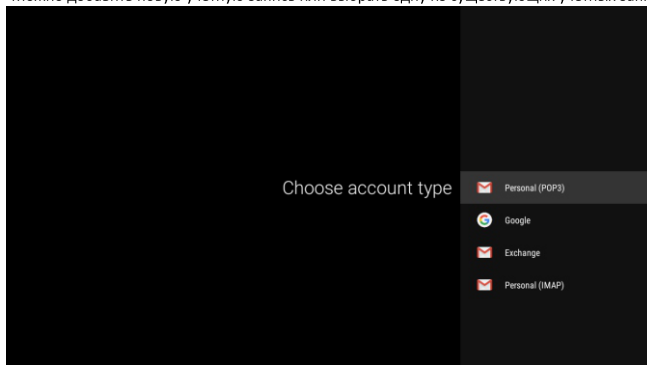 Choose account type
Personal (POP3)
Google
Exchange
Personal (IMAP)